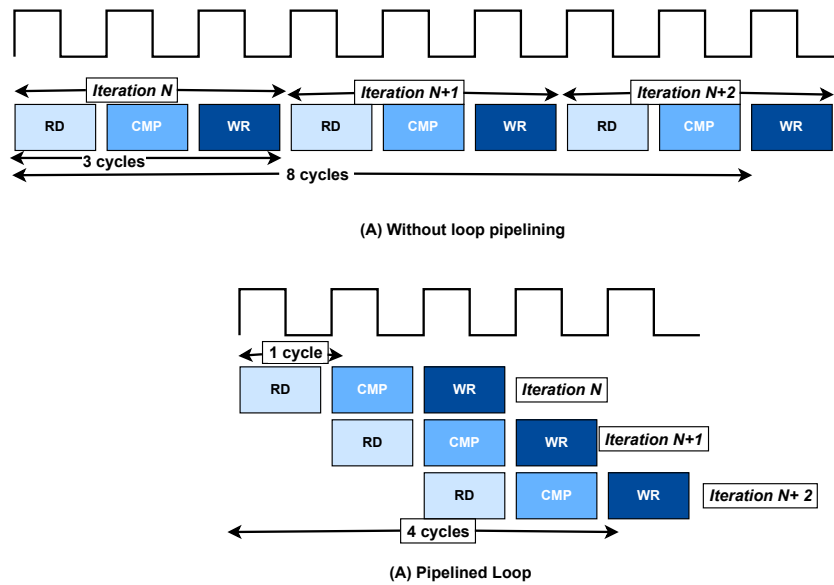 Iteration N
Iteration N+1
Iteration N+2
RD CMP WR RD CMP WR RD CMP WR
3 cycles
8 cycles
(A) Without loop pipelining
1 cycle
RD CMP WR Iteration N
RD CMP WR Iteration N+1
RD CMP WR Iteration N+ 2
4 cycles
(A) Pipelined Loop